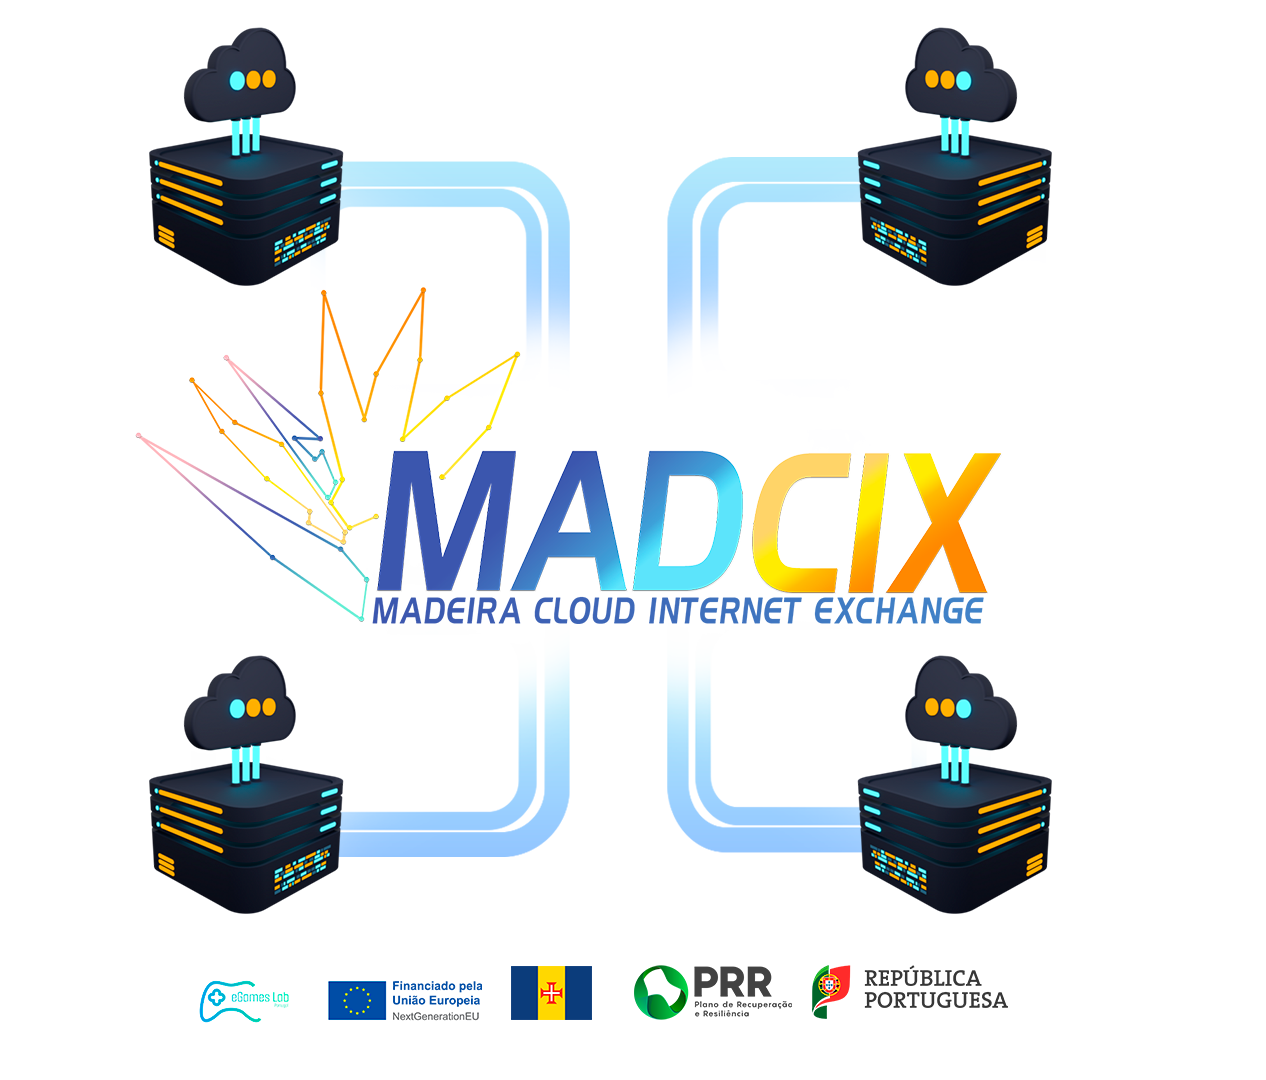 MADCIX
MADEIRA CLOUD INTERNET EXCHANGE
eGames Lab
Financiado pela
União Europeia
NextGenerationEU
PRR
Plano de Recuperação
e Resiliência
REPÚBLICA
PORTUGUESA